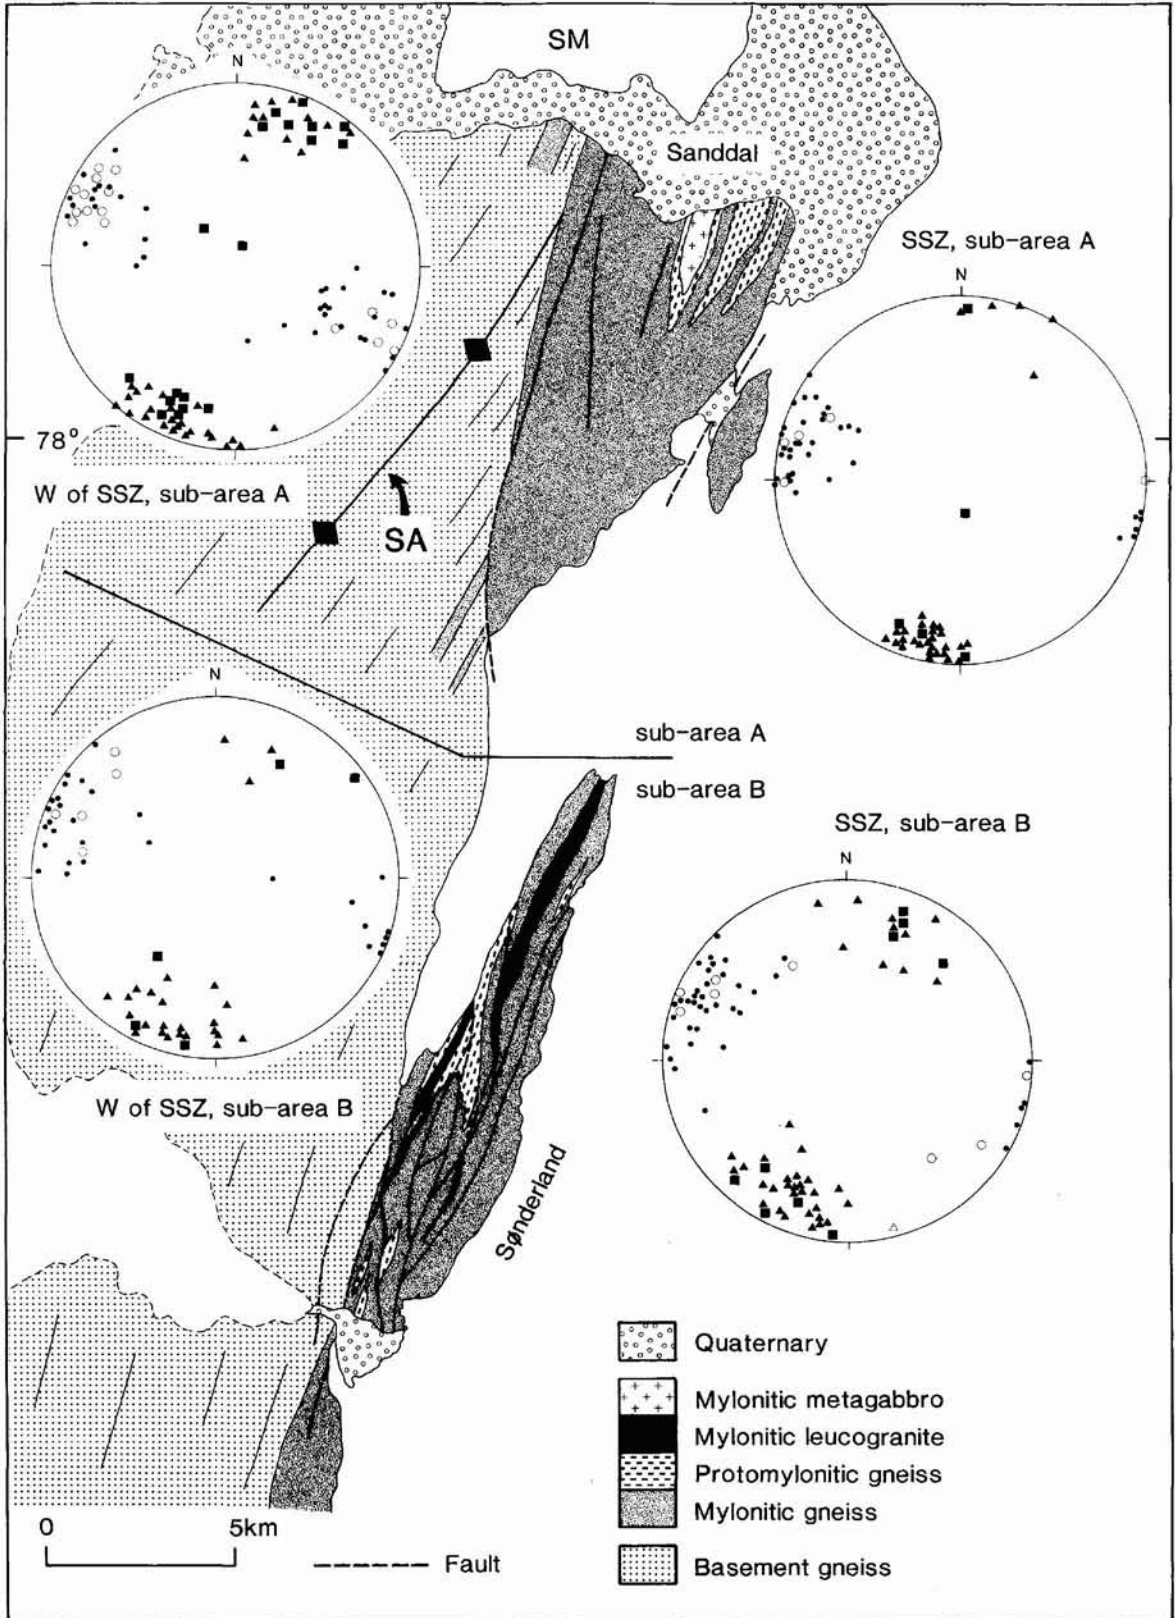 SM
N
Sanddal
SSZ, sub-area A
N
78°
W of SSZ, sub-area A
SA
N
sub-area A
sub-area B
SSZ, sub-area B
N
W of SSZ, sub-area B
Sønderland
Quaternary
Mylonitic metagabbro
Mylonitic leucogranite
Protomylonitic gneiss
Mylonitic gneiss
Basement gneiss
0 5km
Fault